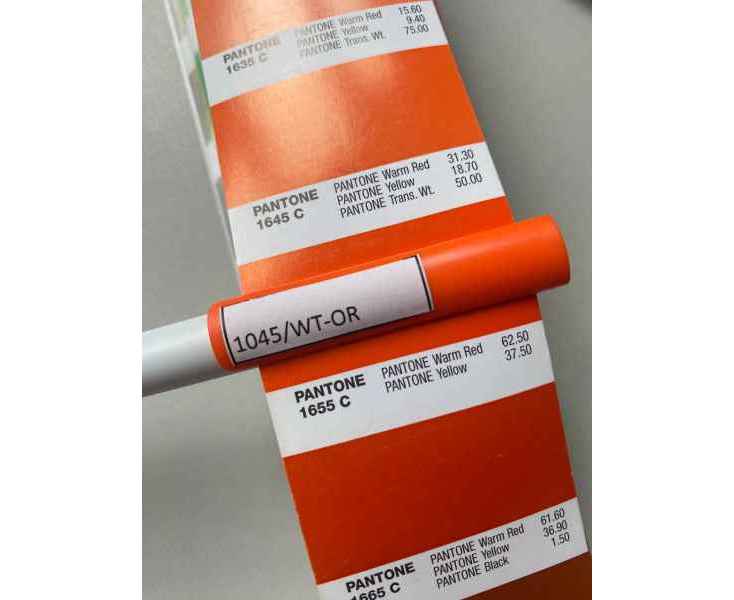 PANTONE
1635 C
PANTONE Warm Red 15.60
PANTONE Yellow 9.40
PANTONE Trans. Wt. 75.00
PANTONE
1645 C
PANTONE Warm Red 31.30
PANTONE Yellow 18.70
PANTONE Trans. Wt. 50.00
1045/WT-OR
PANTONE
1655 C
PANTONE Warm Red 62.50
PANTONE Yellow 37.50
PANTONE
1665 C
PANTONE Warm Red 61.60
PANTONE Yellow 36.90
PANTONE Black 1.50